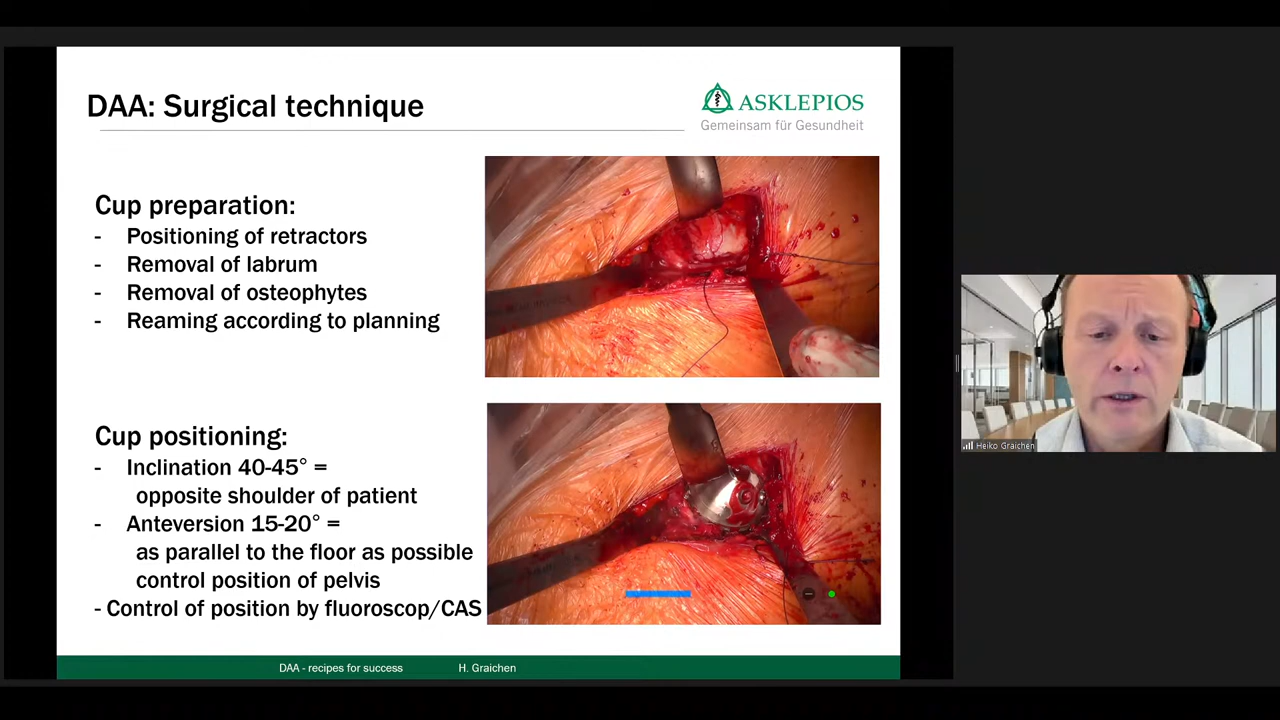 DAA: Surgical technique
ASKLEPIOS
Gemeinsam für Gesundheit
Cup preparation:
- Positioning of retractors
- Removal of labrum
- Removal of osteophytes
- Reaming according to planning
Cup positioning:
- Inclination 40-45° =
opposite shoulder of patient
- Anteversion 15-20° =
as parallel to the floor as possible
control position of pelvis
- Control of position by fluoroscop/CAS
DAA - recipes for success H. Graichen
Heiko Graichen